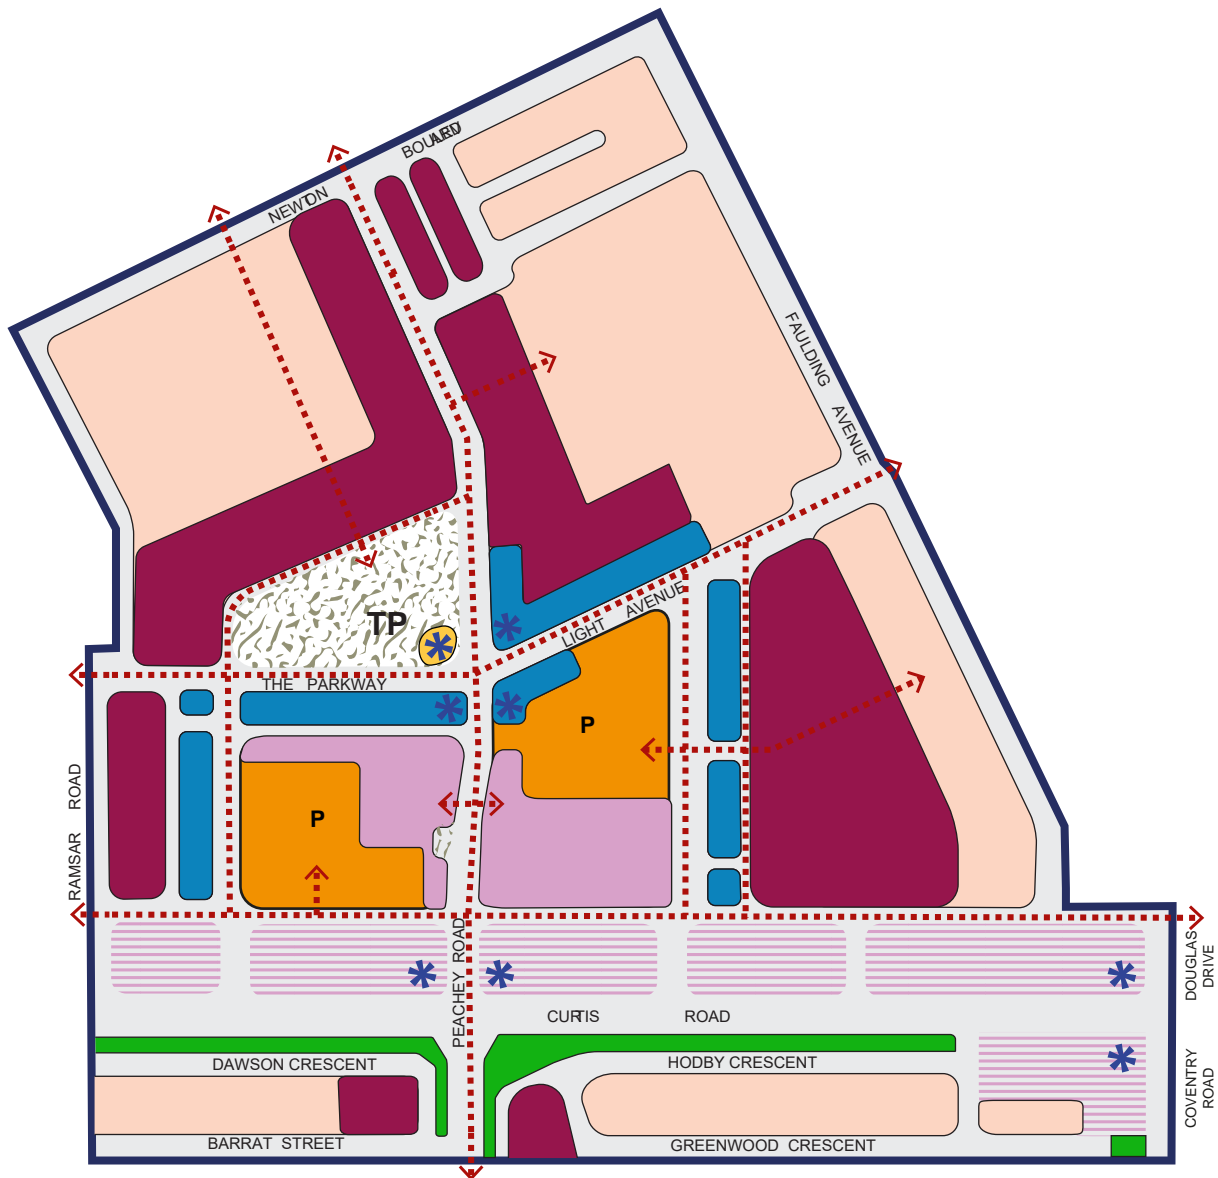 BOULEVARD
NEWTON
FAULDING AVENUE
TP
LIGHT AVENUE
THE PARKWAY
P
P
RAMSAR ROAD
PEACHEY ROAD
DOUGLAS
DRIVE
CURTIS ROAD
DAWSON CRESCENT
HODBY CRESCENT
COVENTRY
ROAD
BARRAT STREET
GREENWOOD CRESCENT